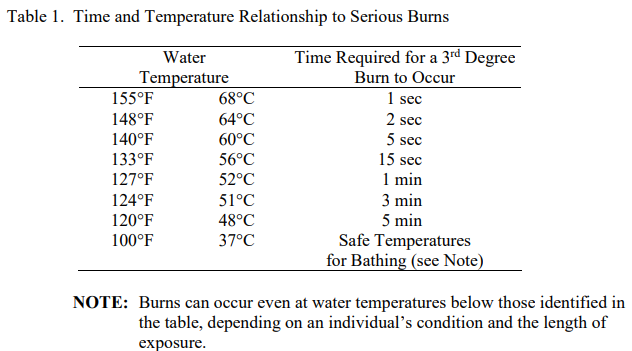 Table 1. Time and Temperature Relationship to Serious Burns
Water Temperature Time Required for a 3rd Degree Burn to Occur
155°F 68°C 1 sec
148°F 64°C 2 sec
140°F 60°C 5 sec
133°F 56°C 15 sec
127°F 52°C 1 min
124°F 51°C 3 min
120°F 48°C 5 min
100°F 37°C Safe Temperatures for Bathing (see Note)
NOTE: Burns can occur even at water temperatures below those identified in
the table, depending on an individual's condition and the length of
exposure.